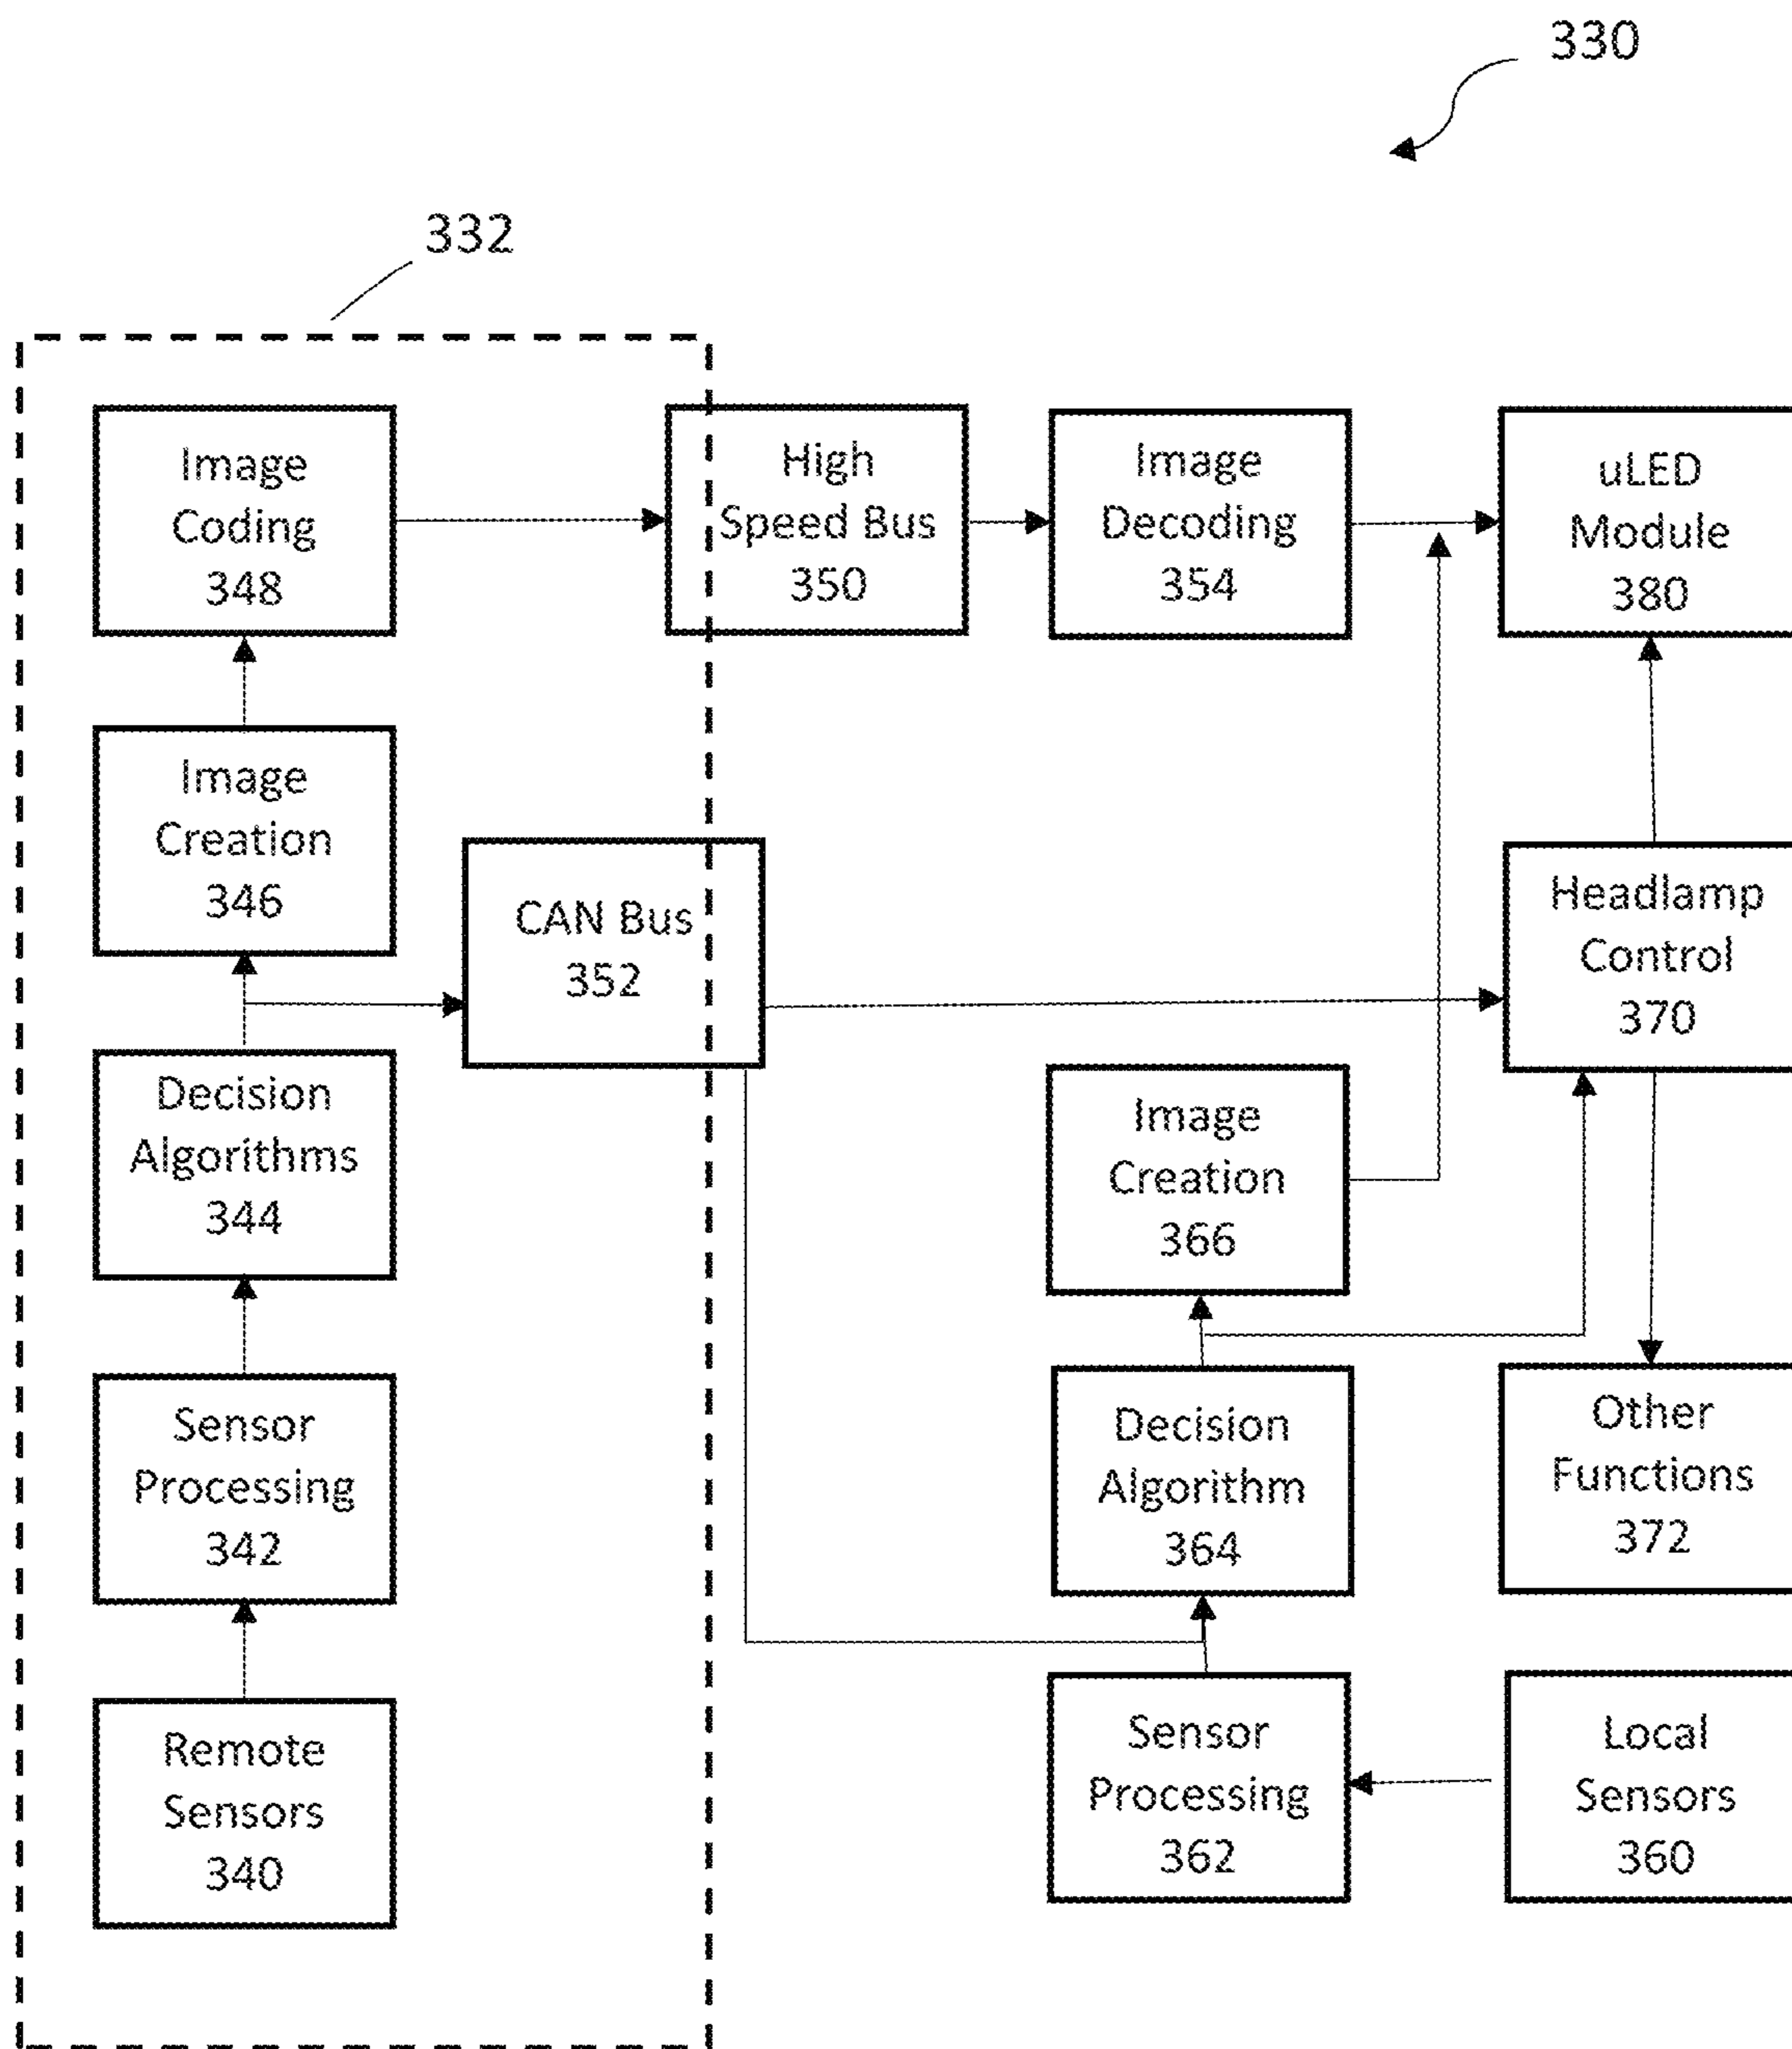 330
332
Image
Coding
348
High
Speed Bus
350
Image
Decoding
354
uLED
Module
380
Image
Creation
346
CAN Bus
352
Headlamp
Control
370
Decision
Algorithms
344
Image
Creation
366
Sensor
Processing
342
Decision
Algorithm
364
Other
Functions
372
Remote
Sensors
340
Sensor
Processing
362
Local
Sensors
360